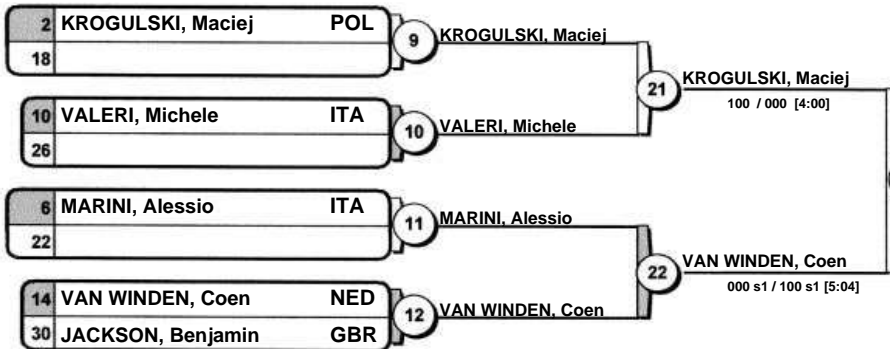 2 KROGULSKI, Maciej POL
18
9
KROGULSKI, Maciej
10 VALERI, Michele ITA
26
10
VALERI, Michele
21
KROGULSKI, Maciej
100 / 000 [4:00]
6 MARINI, Alessio ITA
22
11
MARINI, Alessio
14 VAN WINDEN, Coen NED
30 JACKSON, Benjamin GBR
12
VAN WINDEN, Coen
22
VAN WINDEN, Coen
000 s1 / 100 s1 [5:04]